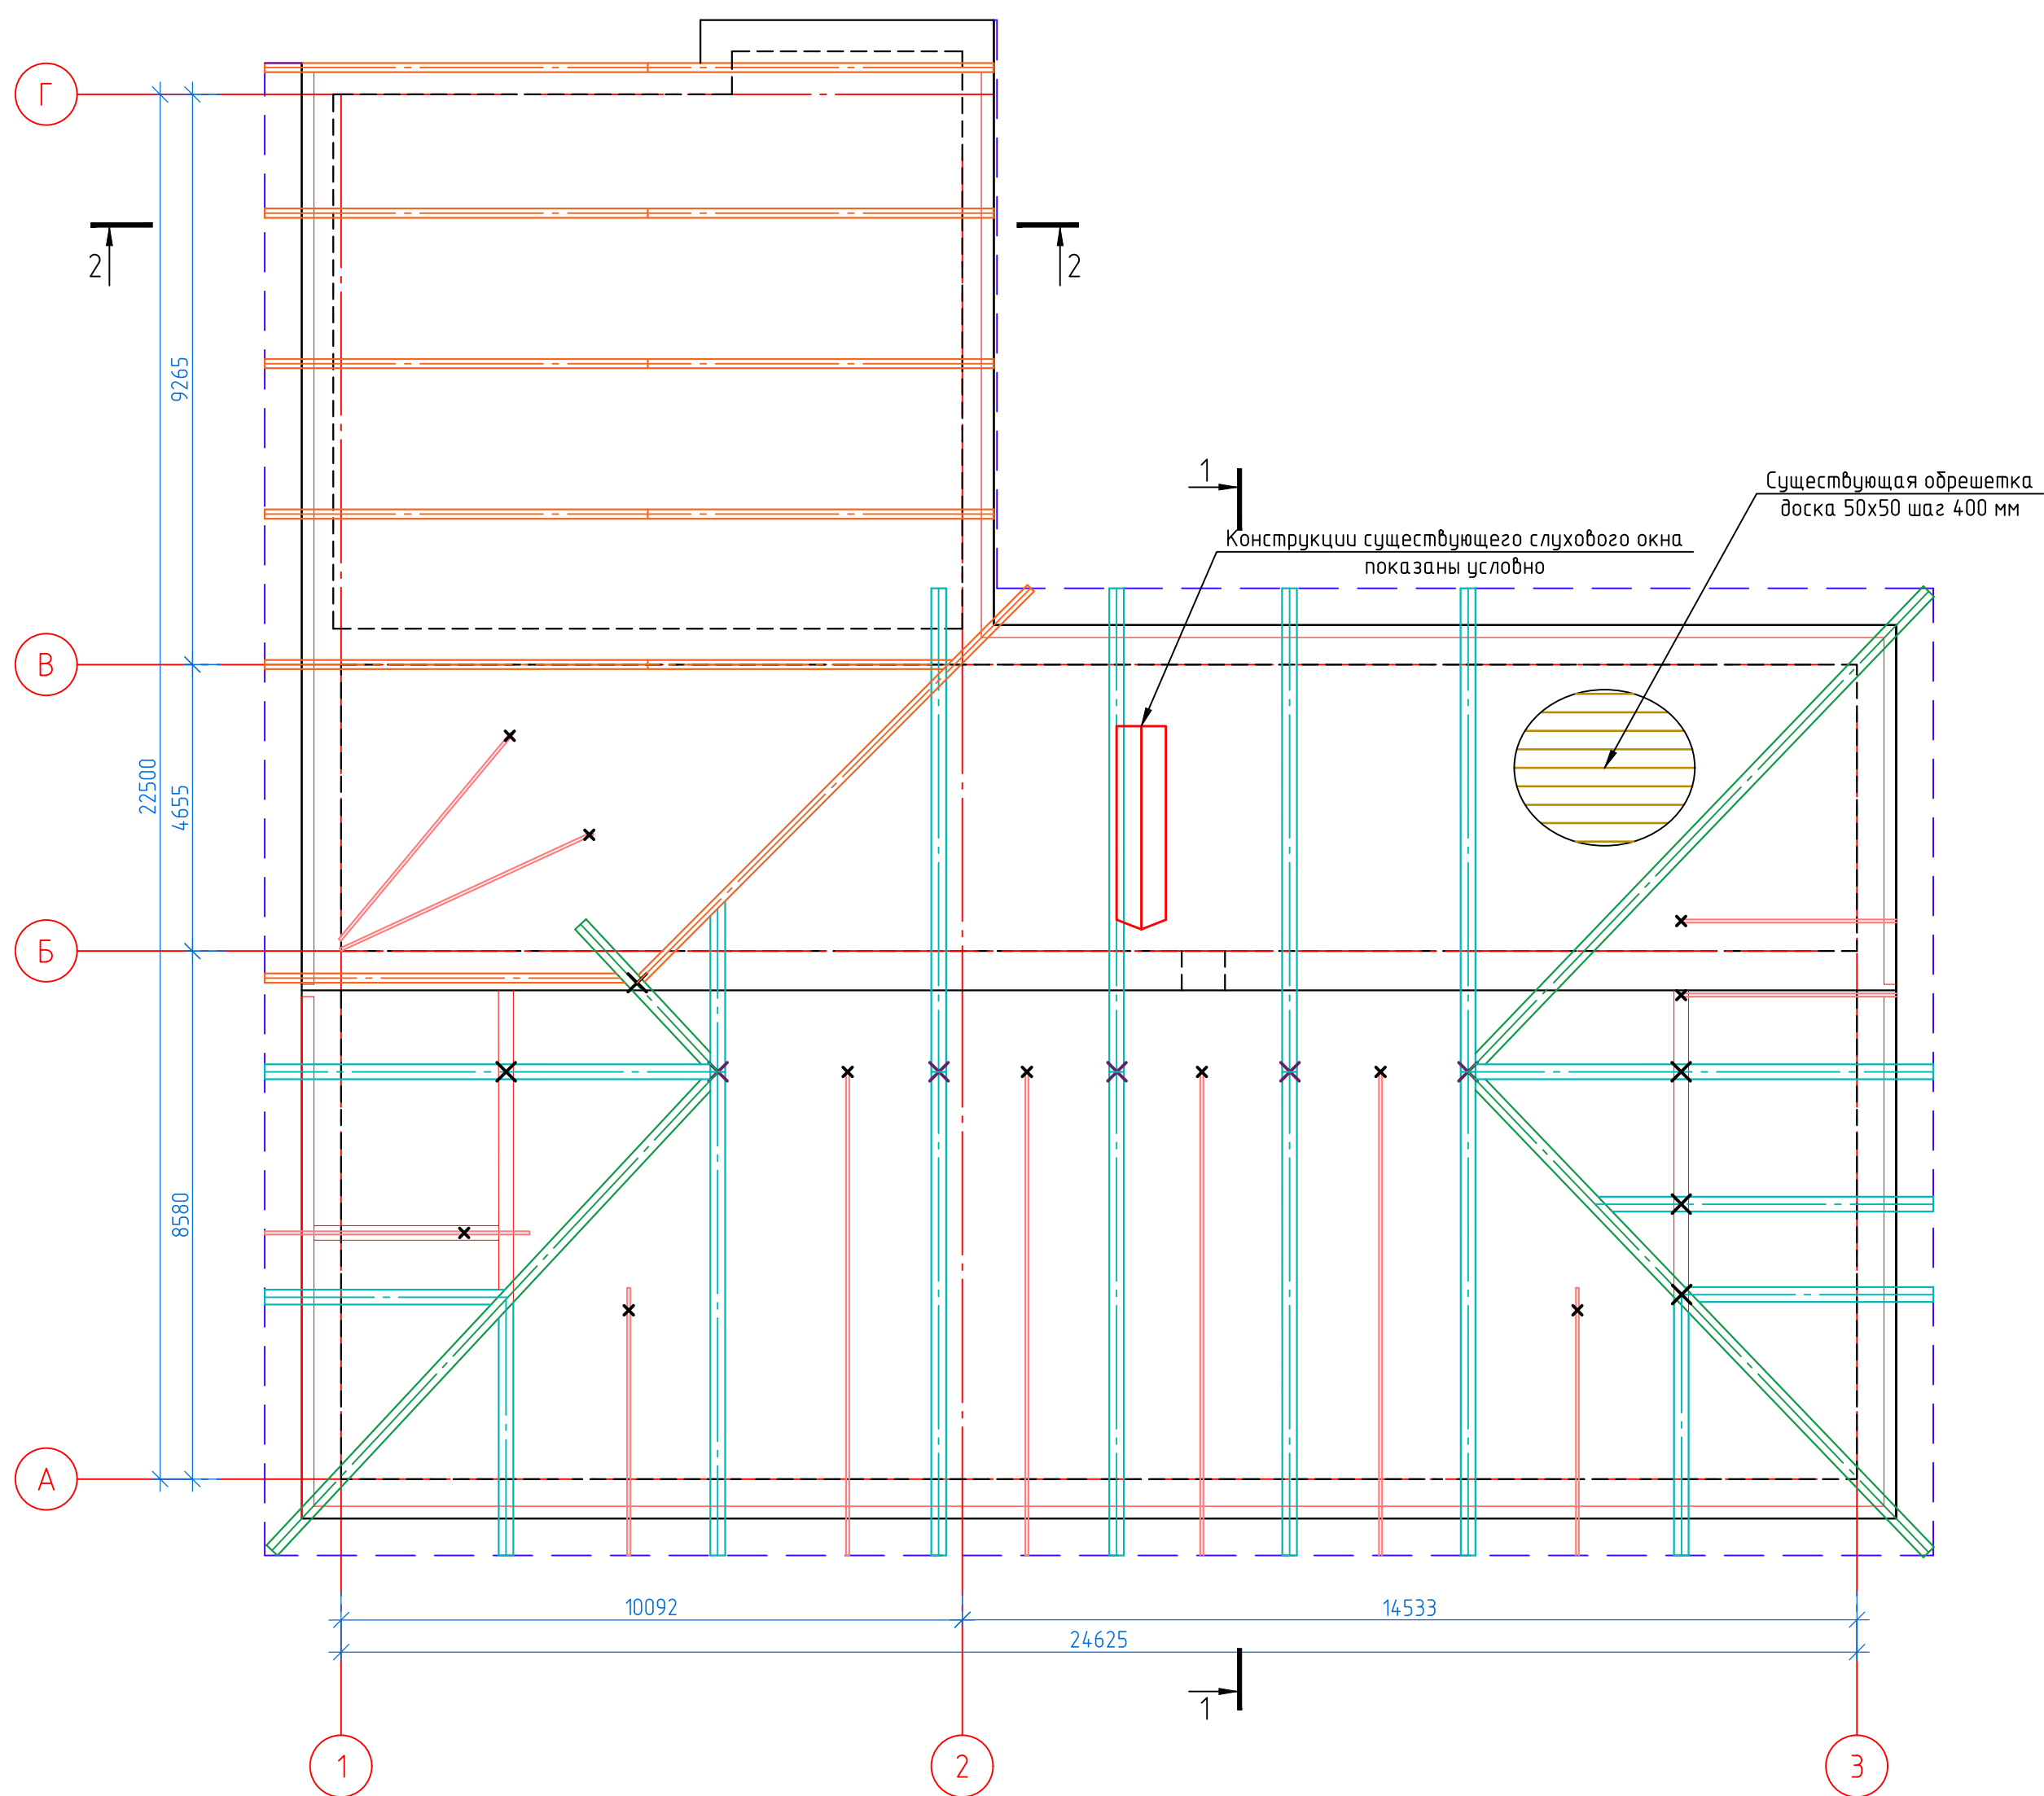 Г
2
2
9265
1
Существующая обрешетка
доска 50х50 шаг 400 мм
Конструкции существующего слухового окна
показаны условно
В
22500
4655
Б
8580
А
10092
14533
24625
1
1
2
3